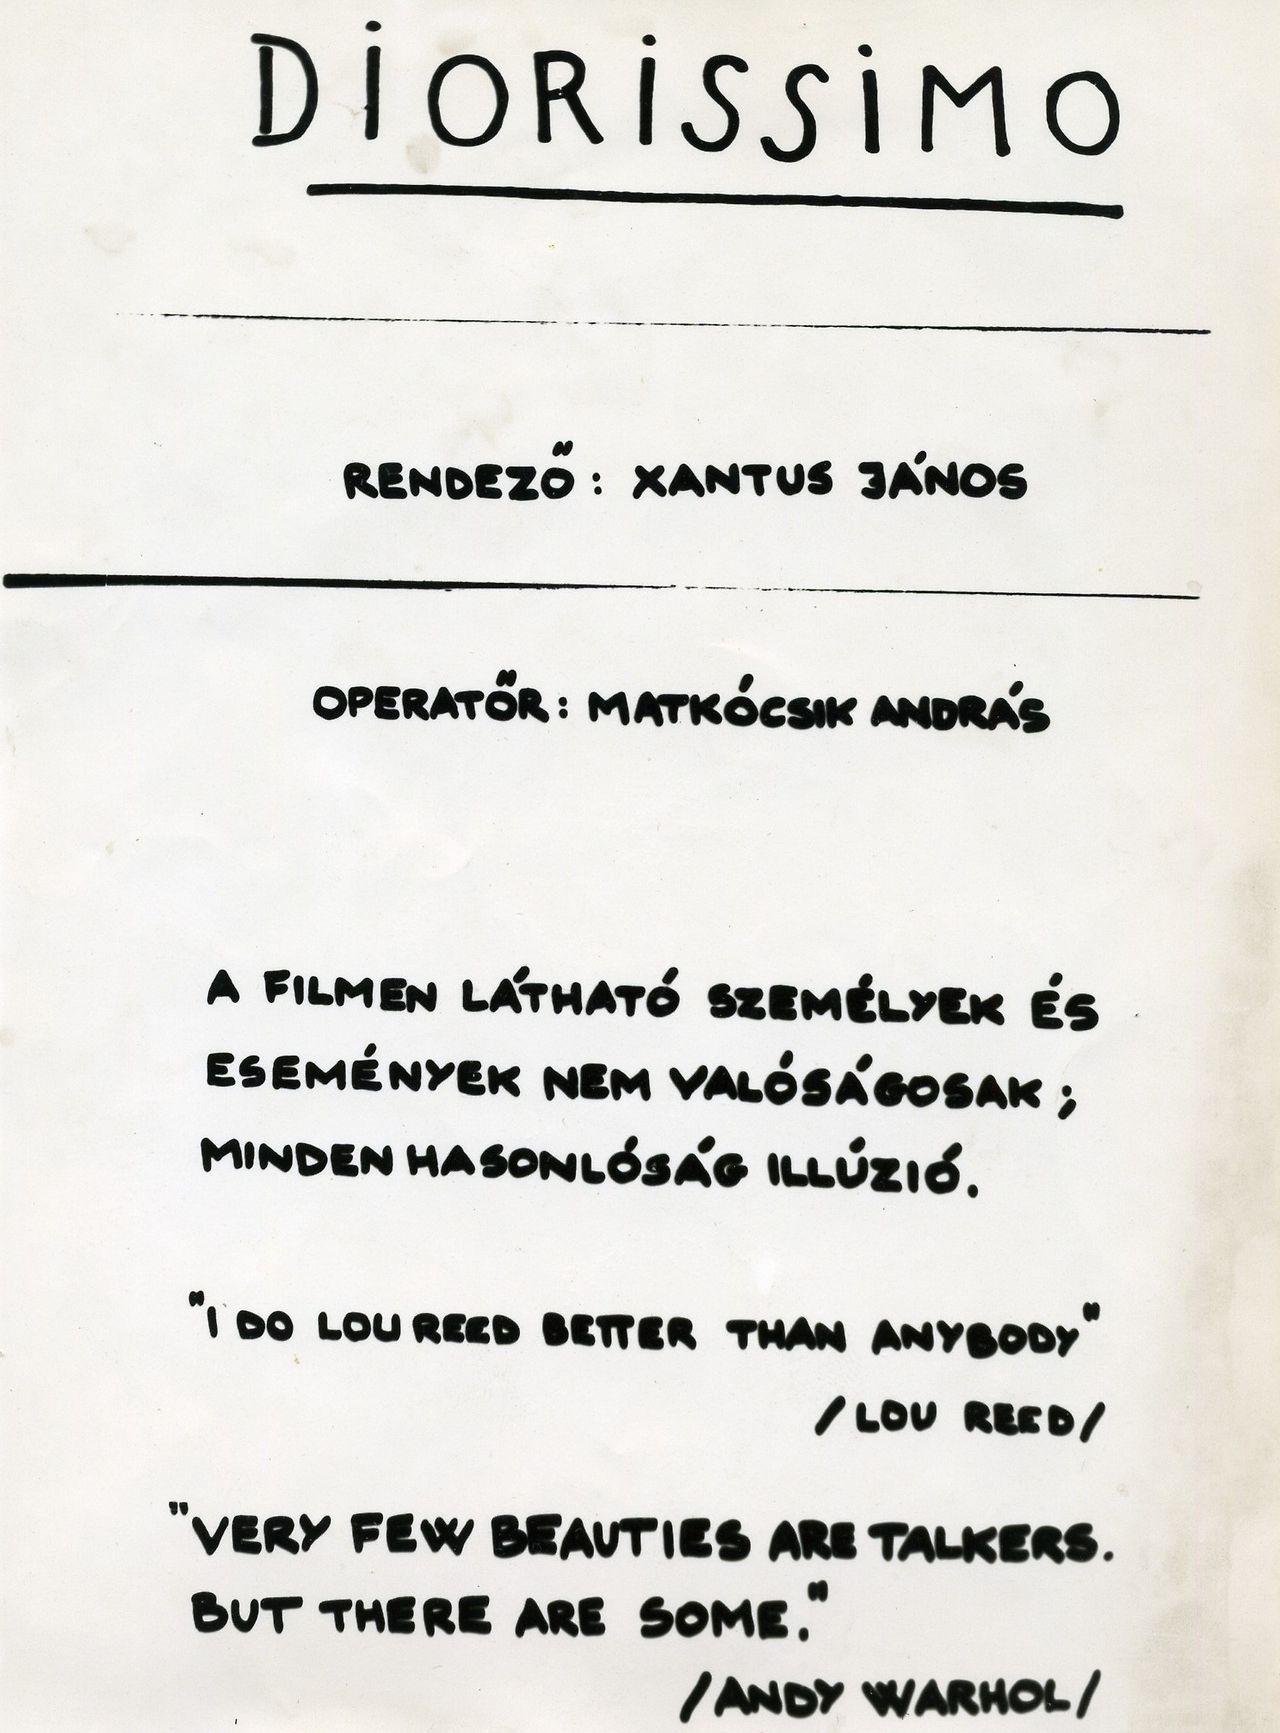 DiORiSSiMO
RENDEZŐ: XANTUS JÁNOS
OPERATŐR: MATKÓCSIK ANDRÁS
A FILMEN LÁTHATÓ SZEMÉLYEK ÉS
ESEMÉNYEK NEM VALÓSÁGOSAK;
MINDEN HASONLÓSÁG ILLÚZIÓ.
"I DO LOU REED BETTER THAN ANYBODY"
/LOU REED/
"VERY FEW BEAUTIES ARE TALKERS.
BUT THERE ARE SOME."
/ANDY WARHOL/